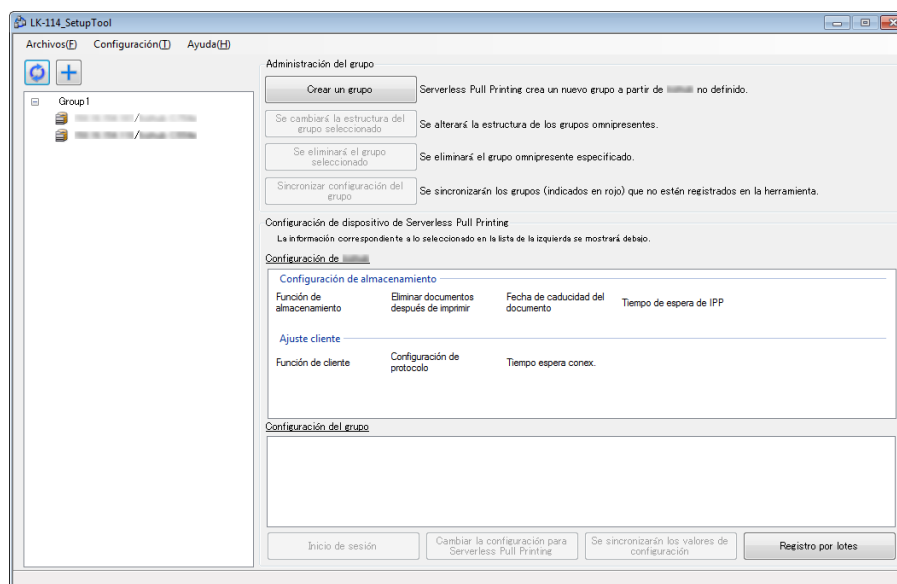 LK-114_SetupTool
Archivos(F) Configuración(T) Ayuda(H)
Administración del grupo
Crear un grupo
Serverless Pull Printing crea un nuevo grupo a partir de no definido.
Group1
/
/
Se cambiará la estructura del
grupo seleccionado
Se alterará la estructura de los grupos omnipresentes.
Se eliminará el grupo
seleccionado
Se eliminará el grupo omnipresente especificado.
Sincronizar configuración del
grupo
Se sincronizarán los grupos (indicados en rojo) que no están registrados en la herramienta.
Configuración de dispositivo de Serverless Pull Printing
La información correspondiente a lo seleccionado en la lista de la izquierda se mostrará debajo.
Configuración de
Configuración de almacenamiento
Función de
almacenamiento
Eliminar documentos
después de imprimir
Fecha de caducidad del
documento
Tiempo de espera de IPP
Ajuste cliente
Función de cliente
Configuración de
protocolo
Tiempo espera conex.
Configuración del grupo
Inicio de sesión
Cambiar la configuración para
Serverless Pull Printing
Se sincronizarán los valores de
configuración
Registro por lotes